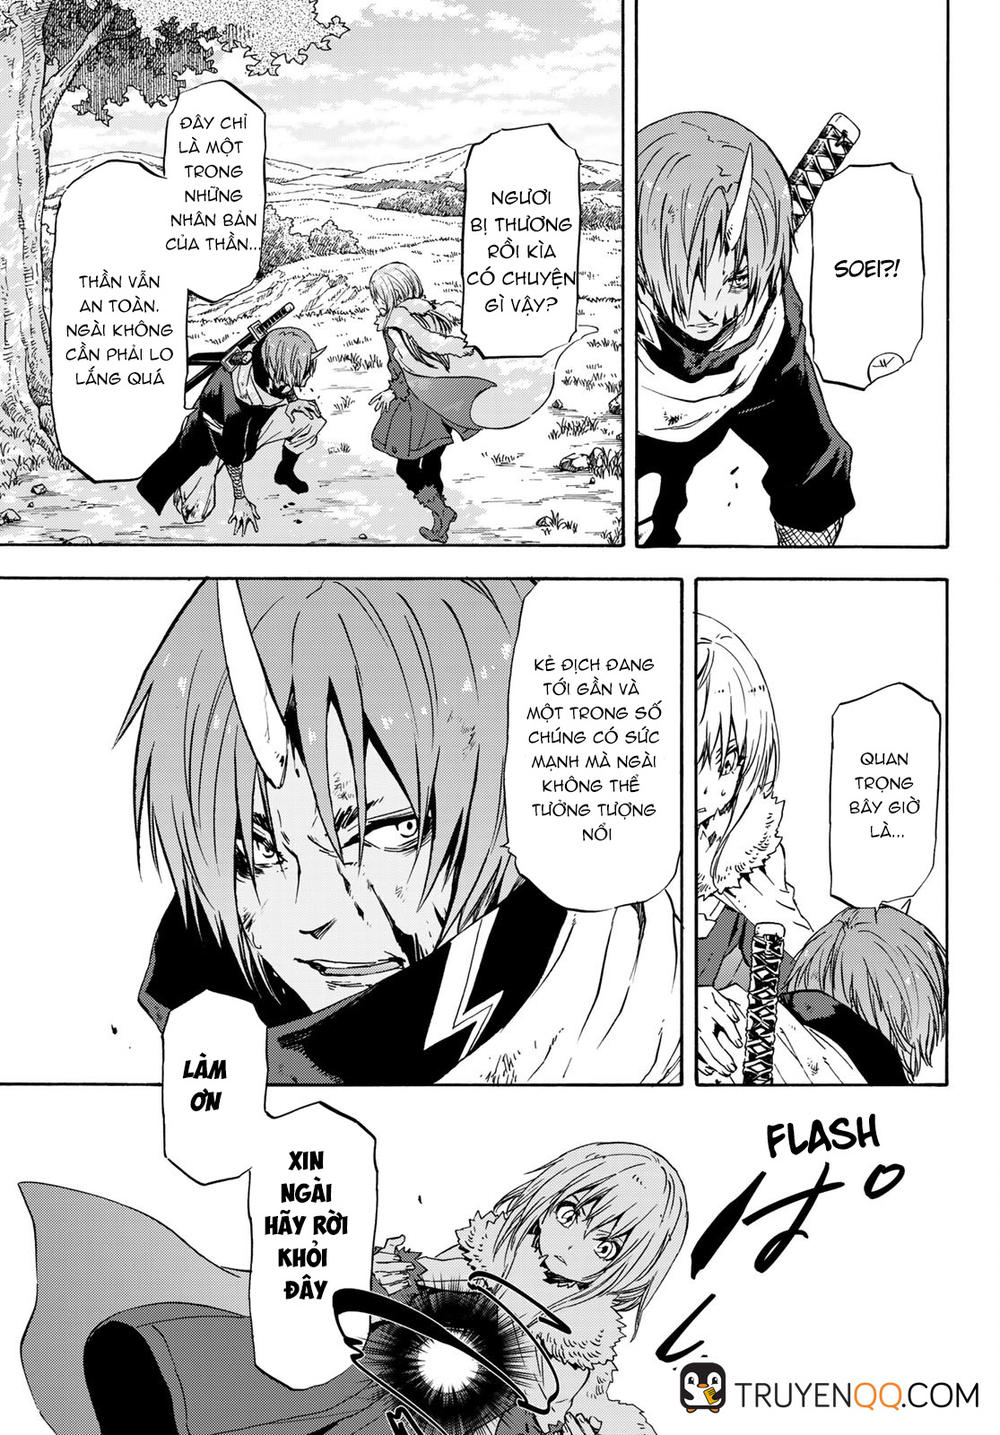 SOEI?!
NGƯƠI
BỊ THƯƠNG
RỒI KÌA
CÓ CHUYỆN
GÌ VẬY?
ĐÂY CHỈ
LÀ MỘT
TRONG
NHỮNG
NHÂN BẢN
CỦA THẦN...
THẦN VẪN
AN TOÀN.
NGÀI KHÔNG
CẦN PHẢI LO
LẮNG QUÁ
QUAN
TRỌNG
BÂY GIỜ
LÀ...
KẺ ĐỊCH ĐANG
TỚI GẦN VÀ
MỘT TRONG SỐ
CHÚNG CÓ SỨC
MẠNH MÀ NGÀI
KHÔNG THỂ
TƯỞNG TƯỢNG
NỔI
LÀM
ƠN
XIN
NGÀI
HÃY RỜI
KHỎI
ĐÂY
FLASH
ぱし
TRUYENQQ.COM